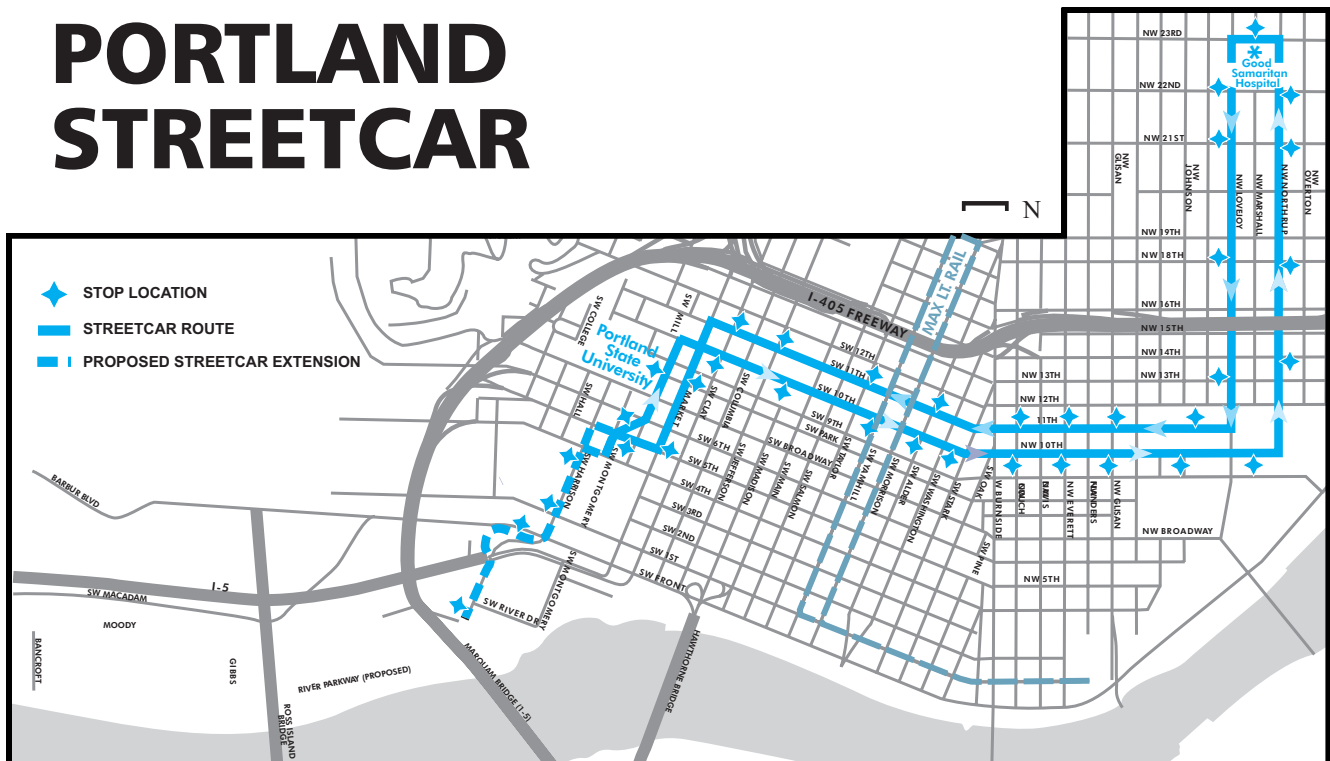 PORTLAND
STREETCAR
N
STOP LOCATION
STREETCAR ROUTE
PROPOSED STREETCAR EXTENSION
NW 23RD
Good
Samaritan
Hospital
NW 22ND
NW 21ST
NW
GLISAN
NW
JOHNSON
NW LOVEJOY
NW MARSHALL
NW NORTHRUP
NW
OVERTON
NW 19TH
NW 18TH
NW 16TH
NW 15TH
NW 14TH
NW 13TH
NW 13TH
NW 12TH
11TH
NW 10TH
I-405 FREEWAY
MAX LT. RAIL
SW COLLEGE
SW MILL
Portland
State
University
SW HALL
SW 12TH
SW 11TH
SW 10TH
SW 9TH
SW PARK
SW BROADWAY
SW 6TH
SW 5TH
SW 4TH
SW 3RD
SW 2ND
SW 1ST
SW FRONT
MARKET
SW CLAY
SW COLUMBIA
SW JEFFERSON
SW MADISON
SW MAIN
SW SALMON
SW TAYLOR
SW YAMHILL
SW MORRISON
SW ALDER
SW WASHINGTON
SW STARK
SW OAK
SW PINE
W BURNSIDE
NW EVERETT
NW GLISAN
NW BROADWAY
NW 5TH
SW HARRISON
SW MONTGOMERY
SW MONTGOMERY
SW RIVER DR
BARBUR BLVD
I-5
SW MACADAM
MOODY
BANCROFT
GIBBS
RIVER PARKWAY (PROPOSED)
ROSS ISLAND
BRIDGE
MARQUAM BRIDGE (I-5)
HAWTHORNE BRIDGE